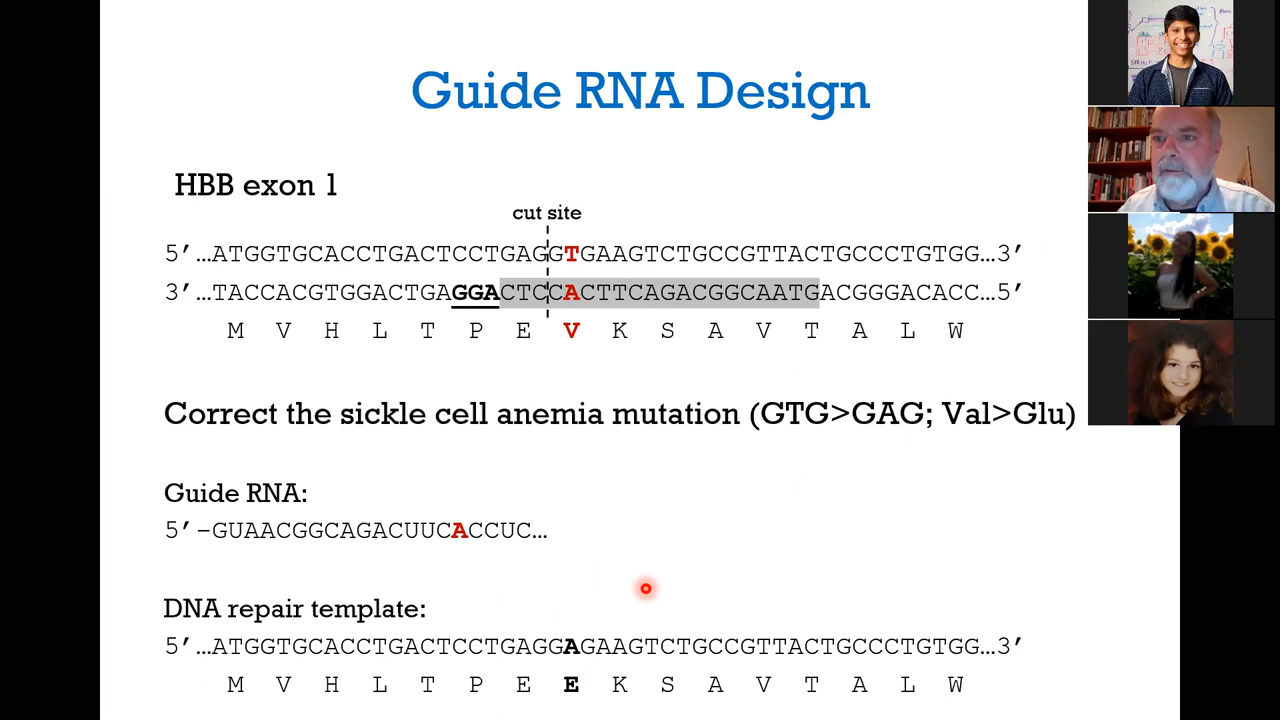 Guide RNA Design
HBB exon 1
cut site
5’ …ATGGTGCACCTGACTCCTGAGGTGAAGTCTGCCGTTACTGCCCTGTGG…3’
3’ …TACCACGTGGACTGAGGACTCCACTTCAGACGGCAATGACGGGACACC…5’
M V H L T P E V K S A V T A L W
Correct the sickle cell anemia mutation (GTG>GAG; Val>Glu)
Guide RNA:
5’ –GUAACGGCAGACUUCACCUC…
DNA repair template:
5’ …ATGGTGCACCTGACTCCTGAGGAGAAGTCTGCCGTTACTGCCCTGTGG…3’
M V H L T P E E K S A V T A L W